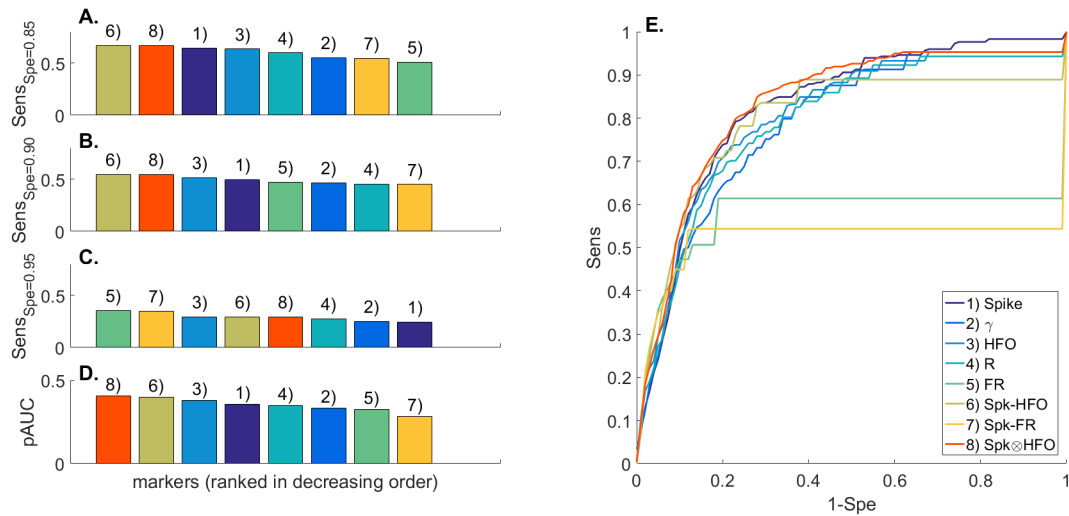 A.
Sens_Spe=0.85
0.5
0
6) 8) 1) 3) 4) 2) 7) 5)
B.
Sens_Spe=0.90
0.5
0
6) 8) 3) 1) 5) 2) 4) 7)
C.
Sens_Spe=0.95
0.5
0
5) 7) 3) 6) 8) 4) 2) 1)
D.
pAUC
0.5
0
8) 6) 3) 1) 4) 2) 5) 7)
markers (ranked in decreasing order)
E.
Sens
1
0.9
0.8
0.7
0.6
0.5
0.4
0.3
0.2
0.1
0
0 0.2 0.4 0.6 0.8 1
1-Spe
1) Spike
2) γ
3) HFO
4) R
5) FR
6) Spk-HFO
7) Spk-FR
8) Spk⊗HFO